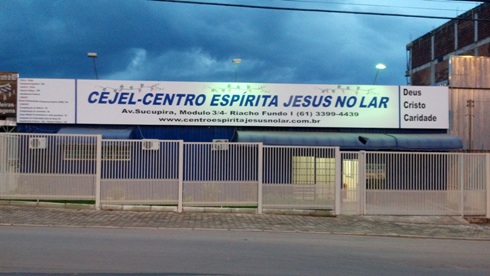 CEJEL-CENTRO ESPÍRITA JESUS NO LAR
Av.Sucupira, Modulo 3/4- Riacho Fundo I (61) 3399-4439
www.centroespiritajesusnolar.com.br
Deus
Cristo
Caridade